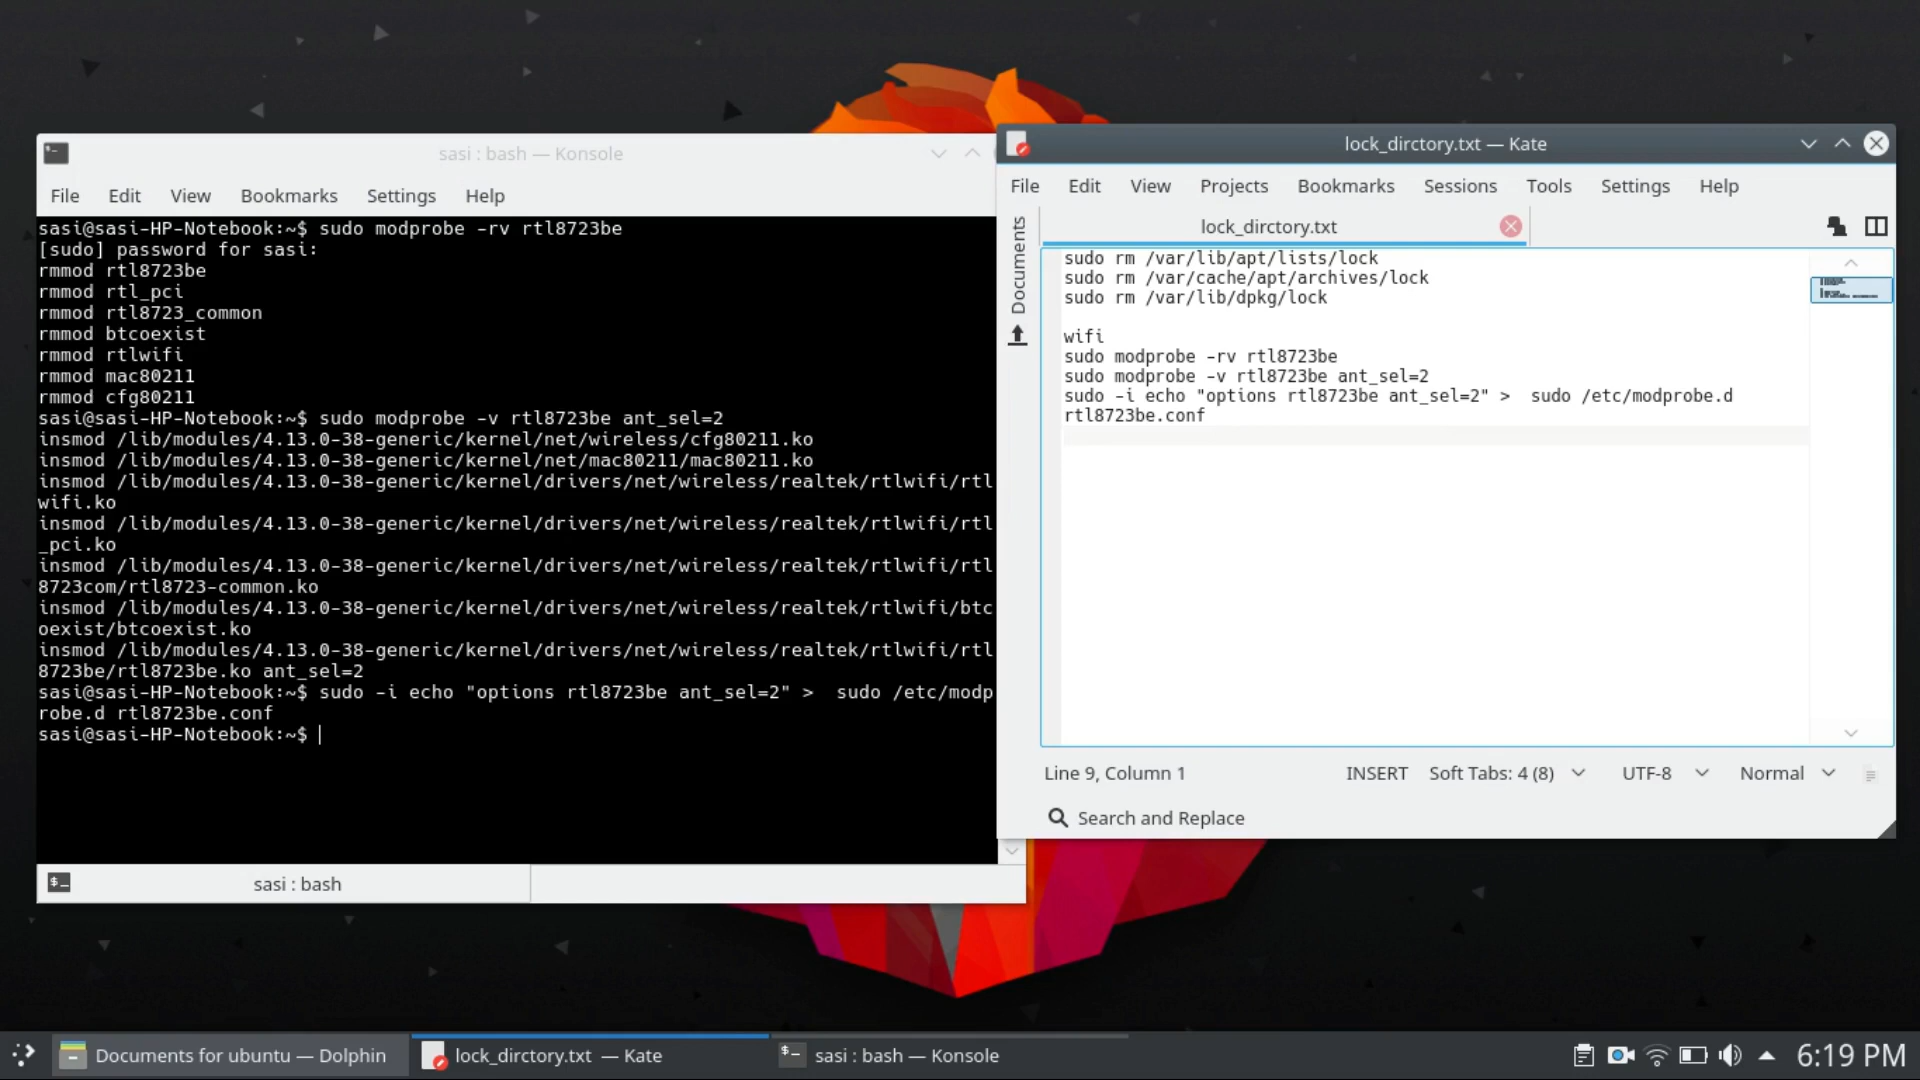 sasi : bash — Konsole
File Edit View Bookmarks Settings Help
sasi@sasi-HP-Notebook:~$ sudo modprobe -rv rtl8723be
[sudo] password for sasi:
rmmod rtl8723be
rmmod rtl_pci
rmmod rtl8723_common
rmmod btcoexist
rmmod rtlwifi
rmmod mac80211
rmmod cfg80211
sasi@sasi-HP-Notebook:~$ sudo modprobe -v rtl8723be ant_sel=2
insmod /lib/modules/4.13.0-38-generic/kernel/net/wireless/cfg80211.ko
insmod /lib/modules/4.13.0-38-generic/kernel/net/mac80211/mac80211.ko
insmod /lib/modules/4.13.0-38-generic/kernel/drivers/net/wireless/realtek/rtlwifi/rtl
wifi.ko
insmod /lib/modules/4.13.0-38-generic/kernel/drivers/net/wireless/realtek/rtlwifi/rtl
_pci.ko
insmod /lib/modules/4.13.0-38-generic/kernel/drivers/net/wireless/realtek/rtlwifi/rtl
8723com/rtl8723-common.ko
insmod /lib/modules/4.13.0-38-generic/kernel/drivers/net/wireless/realtek/rtlwifi/btc
oexist/btcoexist.ko
insmod /lib/modules/4.13.0-38-generic/kernel/drivers/net/wireless/realtek/rtlwifi/rtl
8723be/rtl8723be.ko ant_sel=2
sasi@sasi-HP-Notebook:~$ sudo -i echo "options rtl8723be ant_sel=2" >  sudo /etc/modp
robe.d rtl8723be.conf
sasi@sasi-HP-Notebook:~$
sasi : bash
lock_dirctory.txt — Kate
File Edit View Projects Bookmarks Sessions Tools Settings Help
lock_dirctory.txt
Documents
sudo rm /var/lib/apt/lists/lock
sudo rm /var/cache/apt/archives/lock
sudo rm /var/lib/dpkg/lock
wifi
sudo modprobe -rv rtl8723be
sudo modprobe -v rtl8723be ant_sel=2
sudo -i echo "options rtl8723be ant_sel=2" >  sudo /etc/modprobe.d
rtl8723be.conf
Line 9, Column 1 INSERT Soft Tabs: 4 (8) UTF-8 Normal
Search and Replace
Documents for ubuntu — Dolphin lock_dirctory.txt — Kate sasi : bash — Konsole 6:19 PM